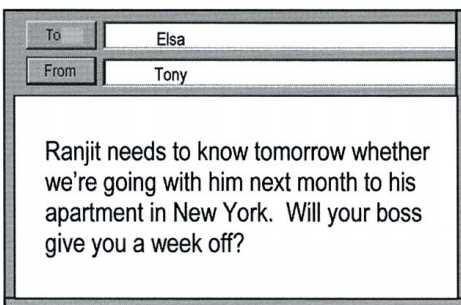 To Elsa
From Tony
Ranjit needs to know tomorrow whether
we're going with him next month to his
apartment in New York.  Will your boss
give you a week off?